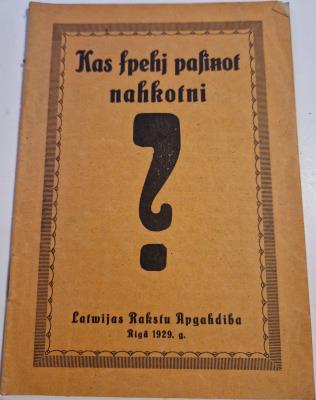 Kas ſpehj paſinot
nahkotni
?
Latwijas Rakstu Apgahdiba
Rigā 1929. g.